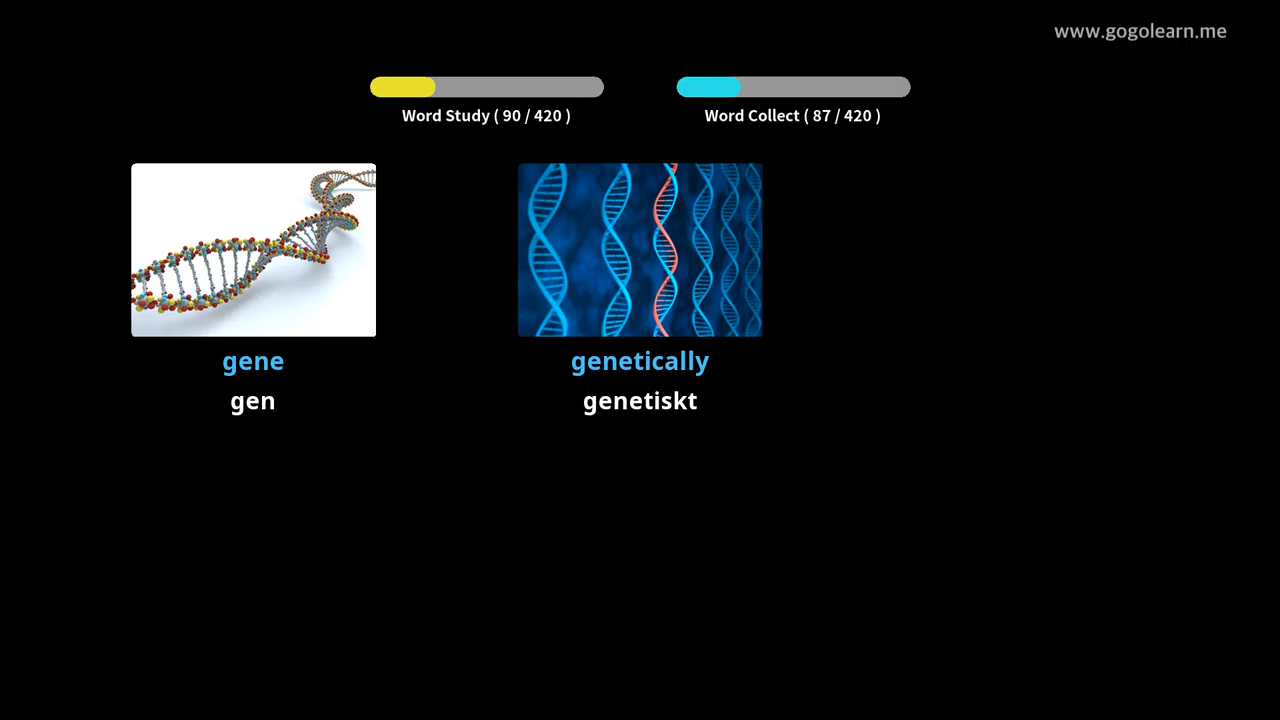 www.gogolearn.me
Word Study ( 90 / 420 )
Word Collect ( 87 / 420 )
gene
genetically
gen
genetiskt